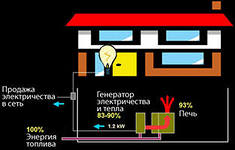 Продажа
электричества
в сеть
Генератор
электричества
и тепла
83-90%
93%
Печь
100%
Энергия
топлива
1.2 kW